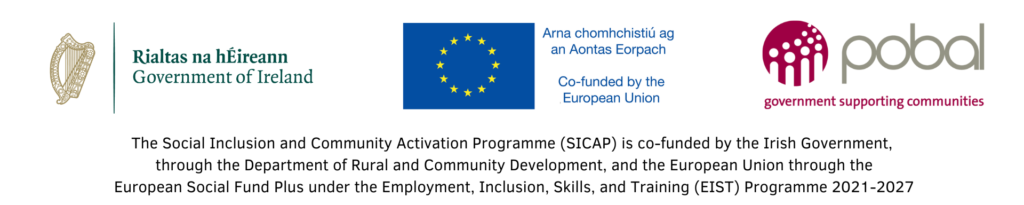 Rialtas na hÉireann
Government of Ireland
Arna chomhchistiú ag
an Aontas Eorpach
Co-funded by the
European Union
pobal
government supporting communities
The Social Inclusion and Community Activation Programme (SICAP) is co-funded by the Irish Government,
through the Department of Rural and Community Development, and the European Union through the
European Social Fund Plus under the Employment, Inclusion, Skills, and Training (EIST) Programme 2021-2027